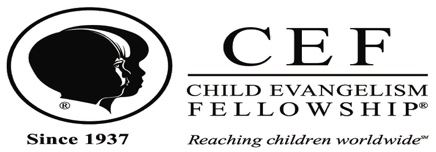 ®
Since 1937
CEF
CHILD EVANGELISM
FELLOWSHIP®
Reaching children worldwide℠